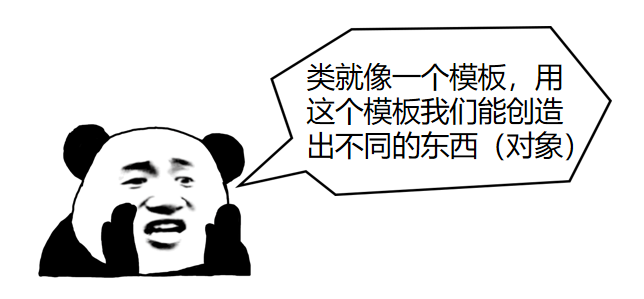 类就像一个模板，用
这个模板我们能创造
出不同的东西（对象）